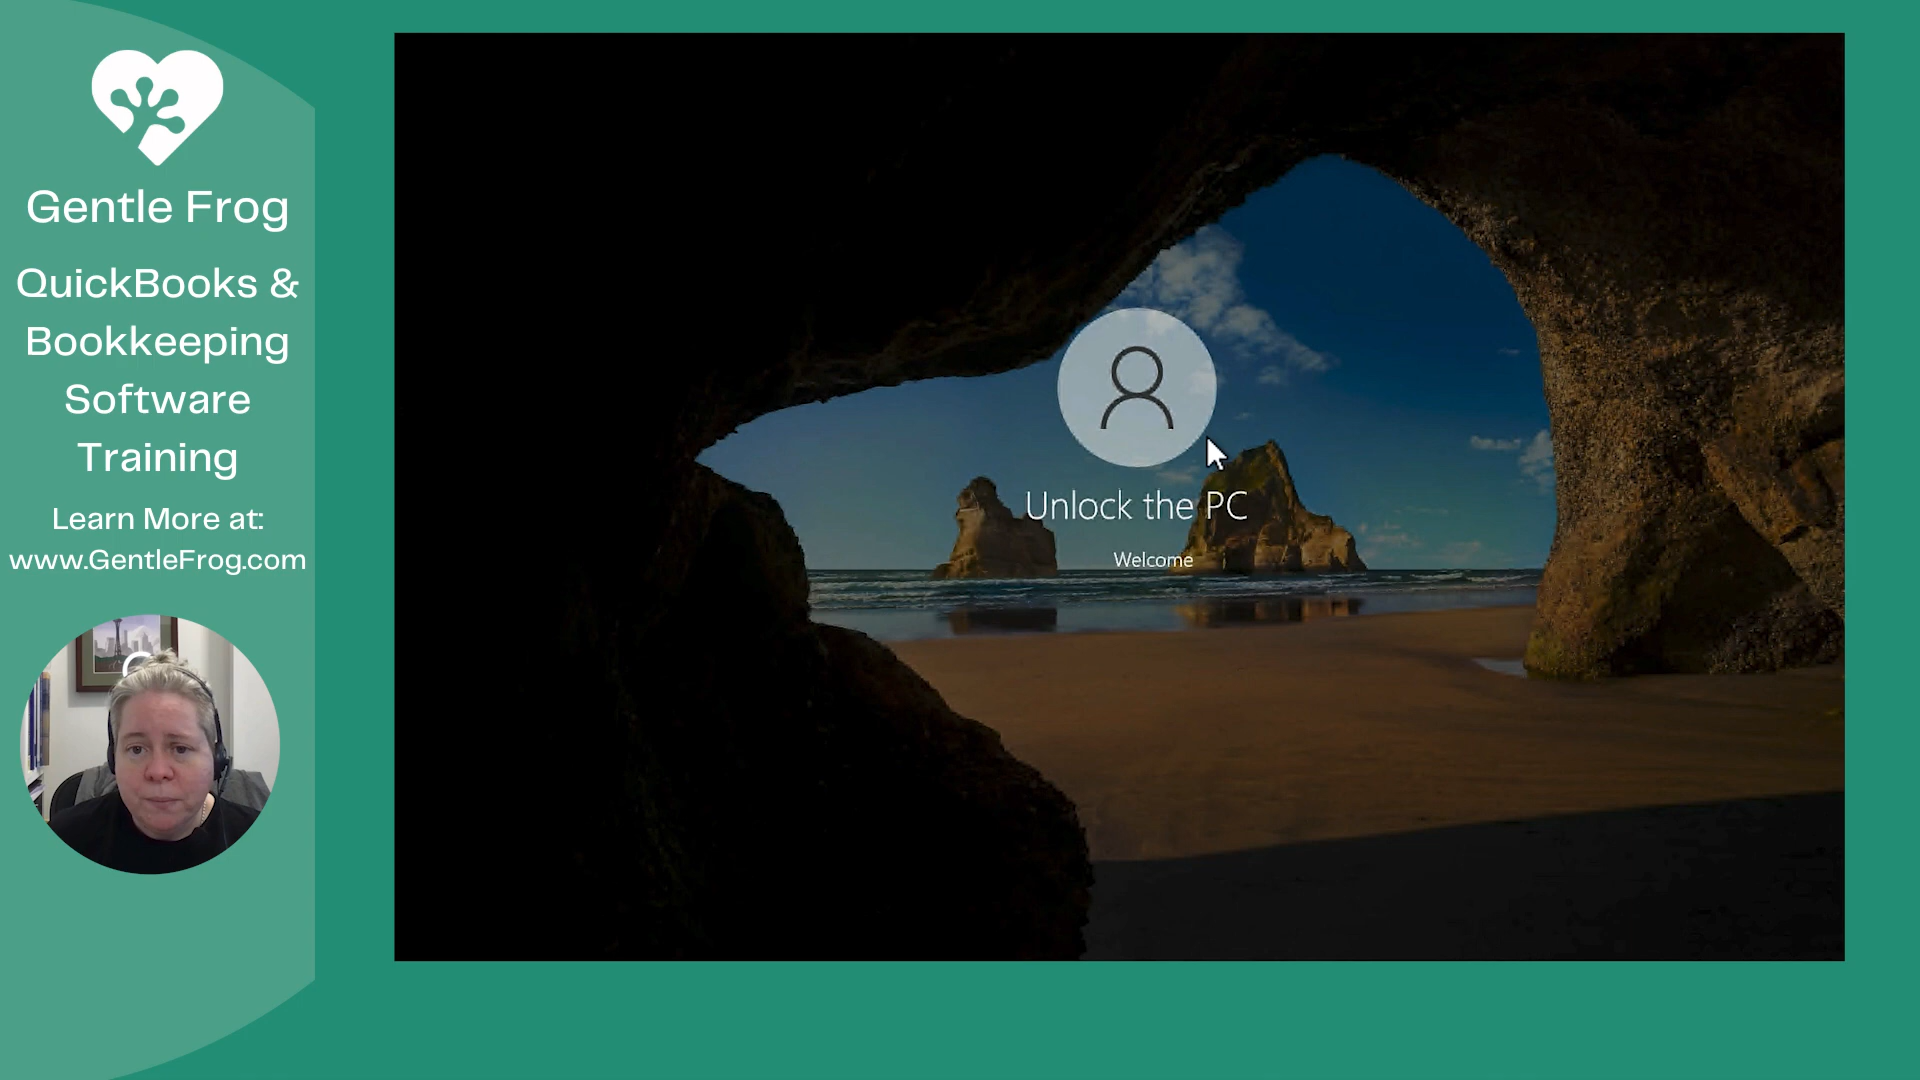 Gentle Frog
QuickBooks &
Bookkeeping
Software
Training
Learn More at:
www.GentleFrog.com
Unlock the PC
Welcome